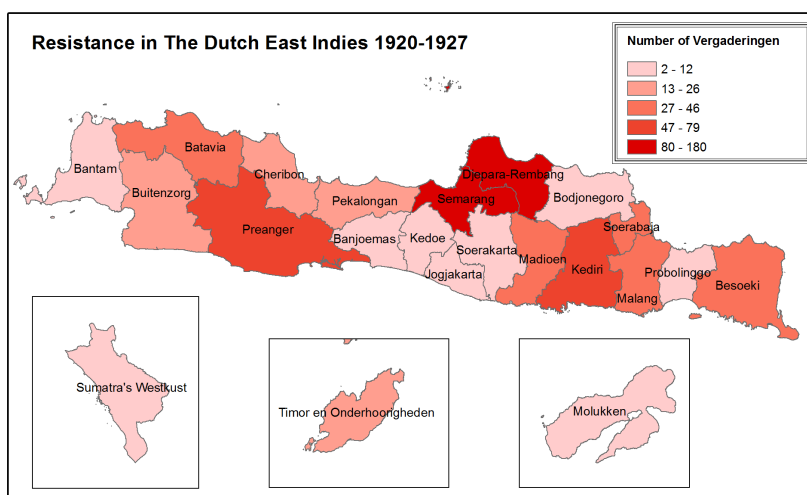 Resistance in The Dutch East Indies 1920-1927
Number of Vergaderingen
2 - 12
13 - 26
27 - 46
47 - 79
80 - 180
Bantam
Batavia
Buitenzorg
Cheribon
Preanger
Pekalongan
Banjoemas
Kedoe
Semarang
Djepara-Rembang
Bodjonegoro
Soerakarta
Jogjakarta
Madioen
Kediri
Soerabaja
Malang
Probolinggo
Besoeki
Sumatra's Westkust
Timor en Onderhoorigheden
Molukken